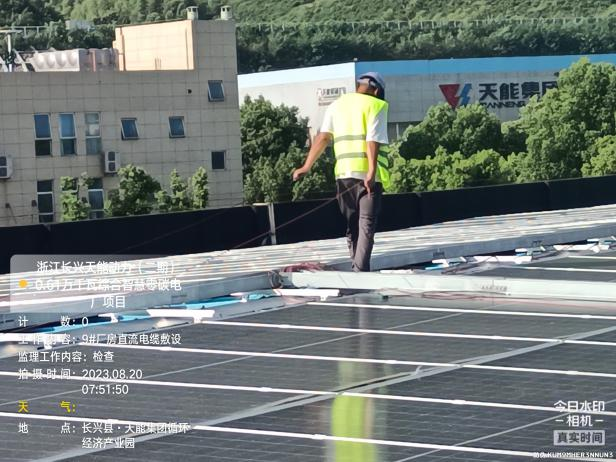 天能集团
TIANNENG
浙江长兴天能动力（二期）
0.61万千瓦综合智慧零碳电
厂项目
计 数：0
工作内容：9#厂房直流电缆敷设
监理工作内容：检查
拍摄时间：2023.08.20
07:51:50
天 气：
地 点：长兴县·天能集团循环
经济产业园
今日水印
-相机-
真实时间